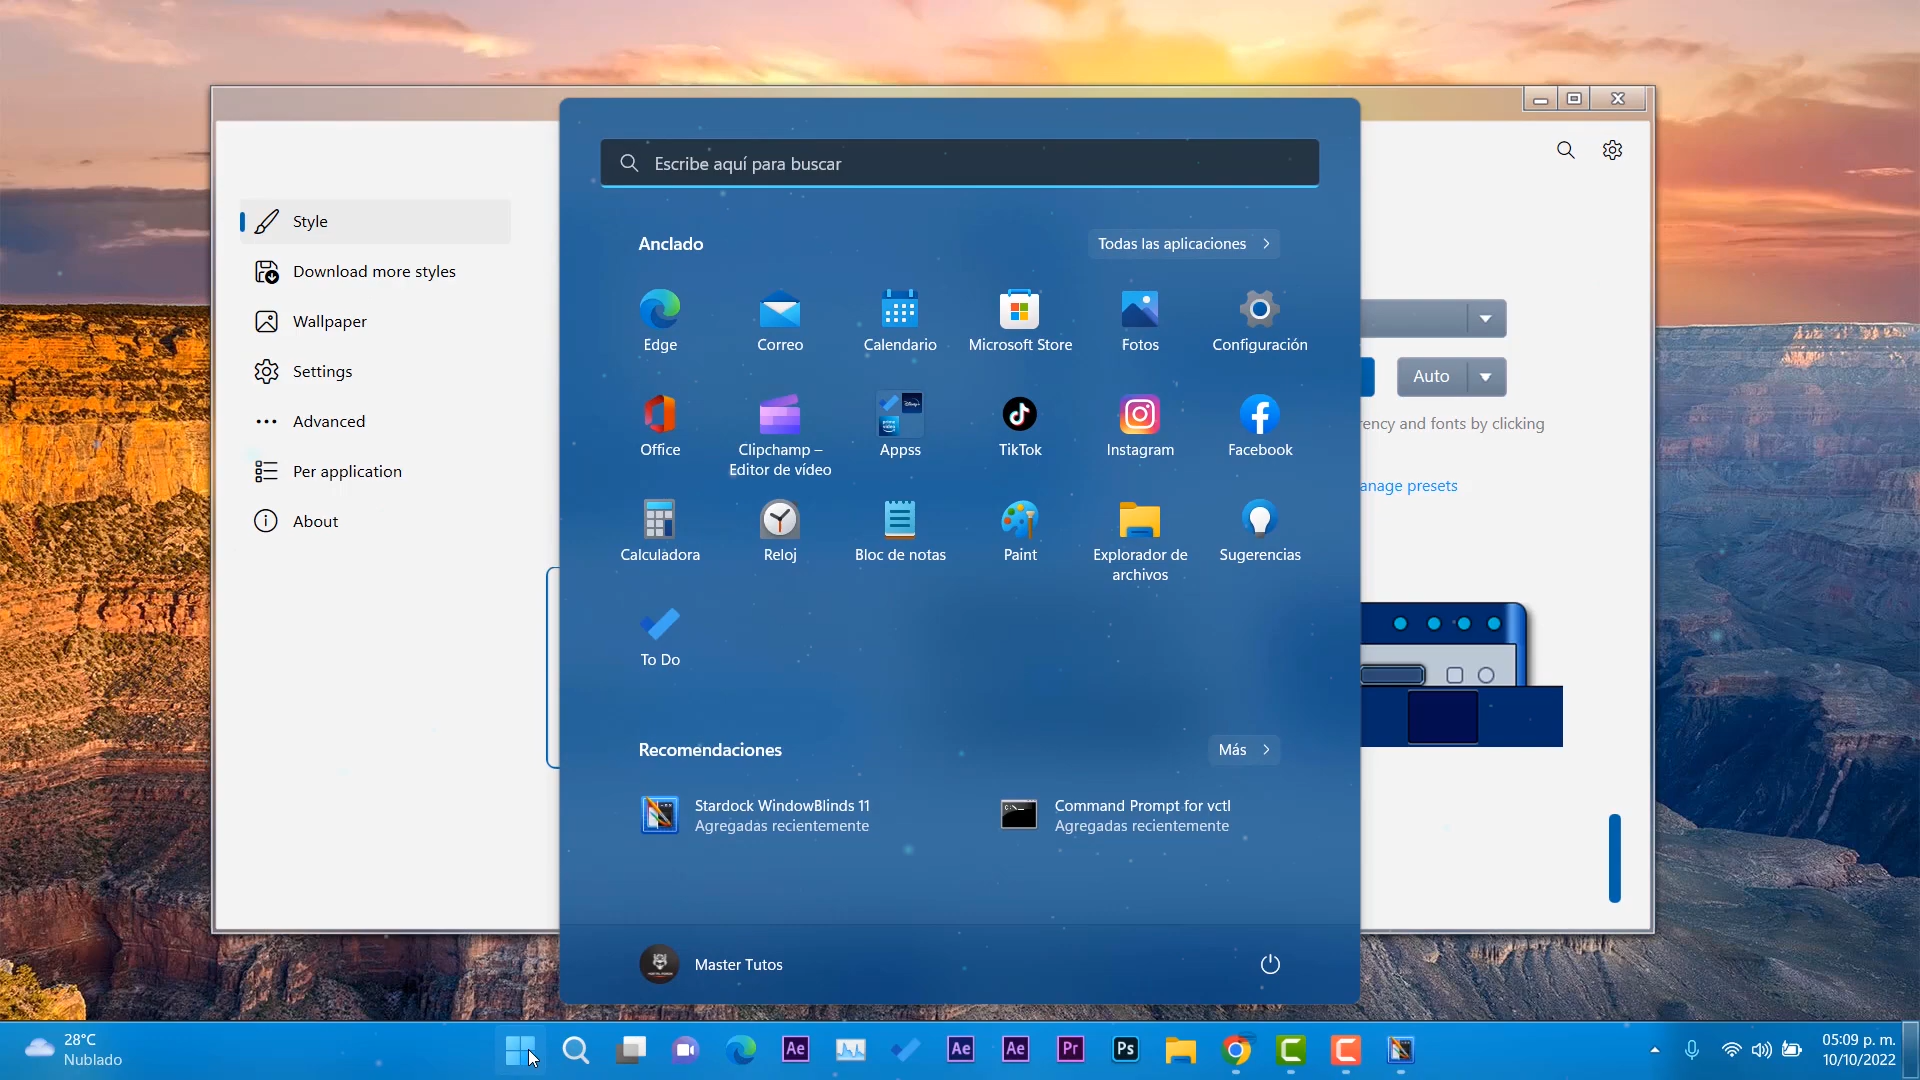 Style
Download more styles
Wallpaper
Settings
Advanced
Per application
About
Escribe aquí para buscar
Anclado
Todas las aplicaciones
Edge
Correo
Calendario
Microsoft Store
Fotos
Configuración
Office
Clipchamp –
Editor de vídeo
Appss
TikTok
Instagram
Facebook
Calculadora
Reloj
Bloc de notas
Paint
Explorador de
archivos
Sugerencias
To Do
Recomendaciones
Más
Stardock WindowBlinds 11
Agregadas recientemente
Command Prompt for vctl
Agregadas recientemente
Master Tutos
Auto
and fonts by clicking
presets
28°C
Nublado
Ae
Ae
Ae
Pr
Ps
05:09 p. m.
10/10/2022